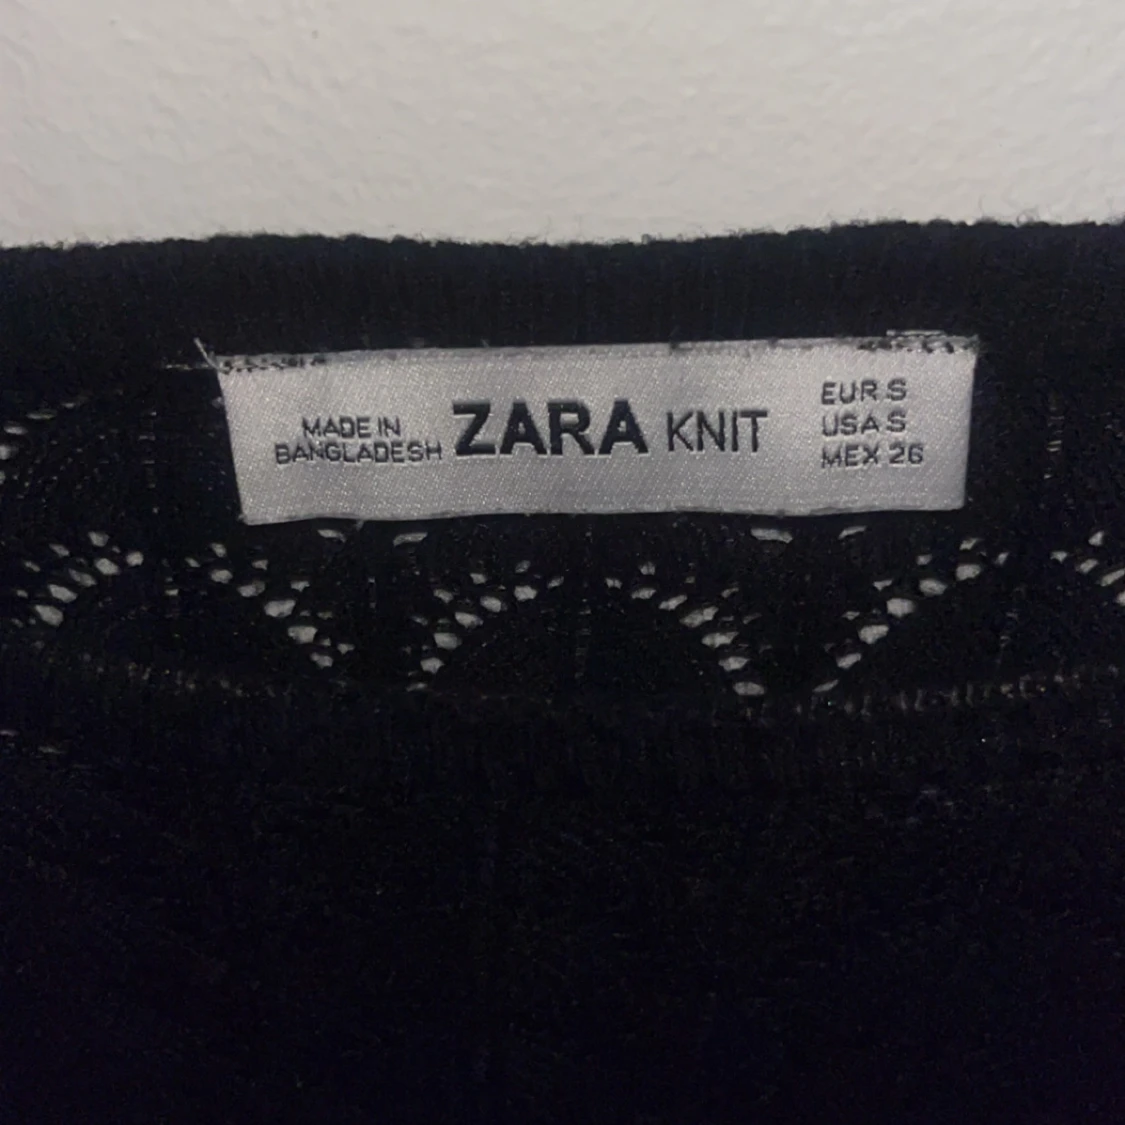 MADE IN
BANGLADESH
ZARA KNIT
EUR S
USA S
MEX 26